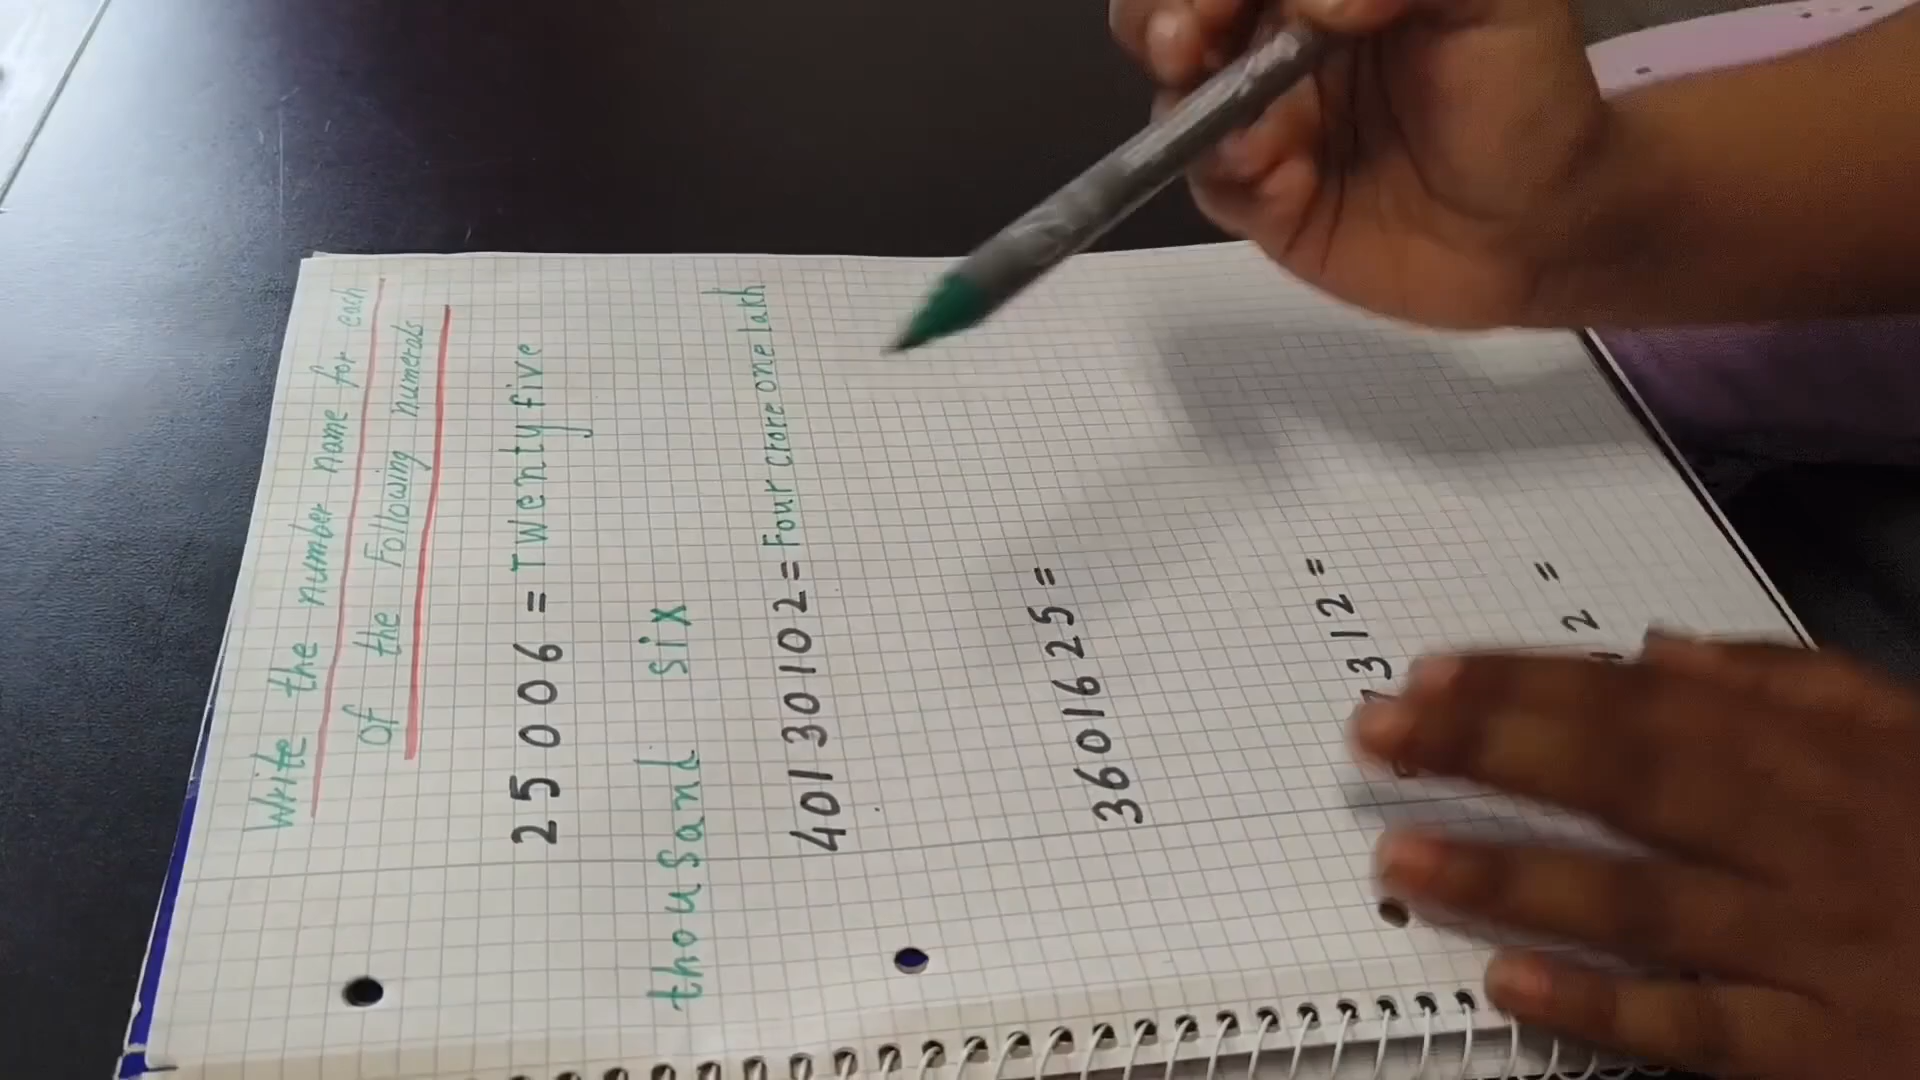 Write the number name for each
of the Following numerals
25006 = Twenty five
thousand six
40130102 = Four crore one lakh
3601625 =
7312 =
2 =